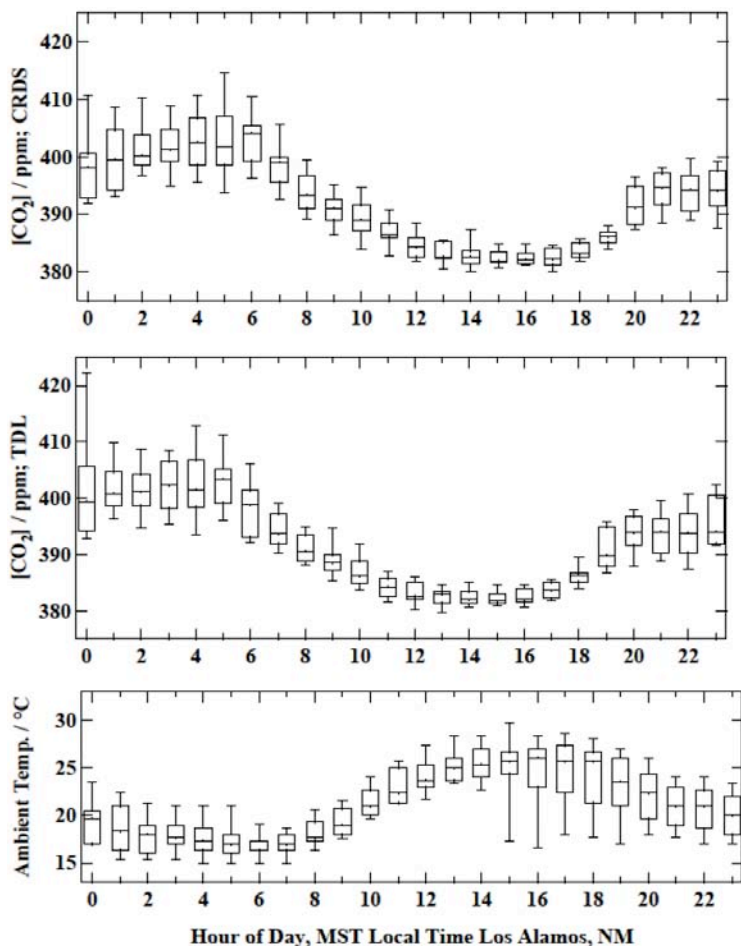 420
410
400
390
380
[CO₂] / ppm; CRDS
0 2 4 6 8 10 12 14 16 18 20 22
420
410
400
390
380
[CO₂] / ppm; TDL
0 2 4 6 8 10 12 14 16 18 20 22
30
25
20
15
Ambient Temp. / °C
0 2 4 6 8 10 12 14 16 18 20 22
Hour of Day, MST Local Time Los Alamos, NM